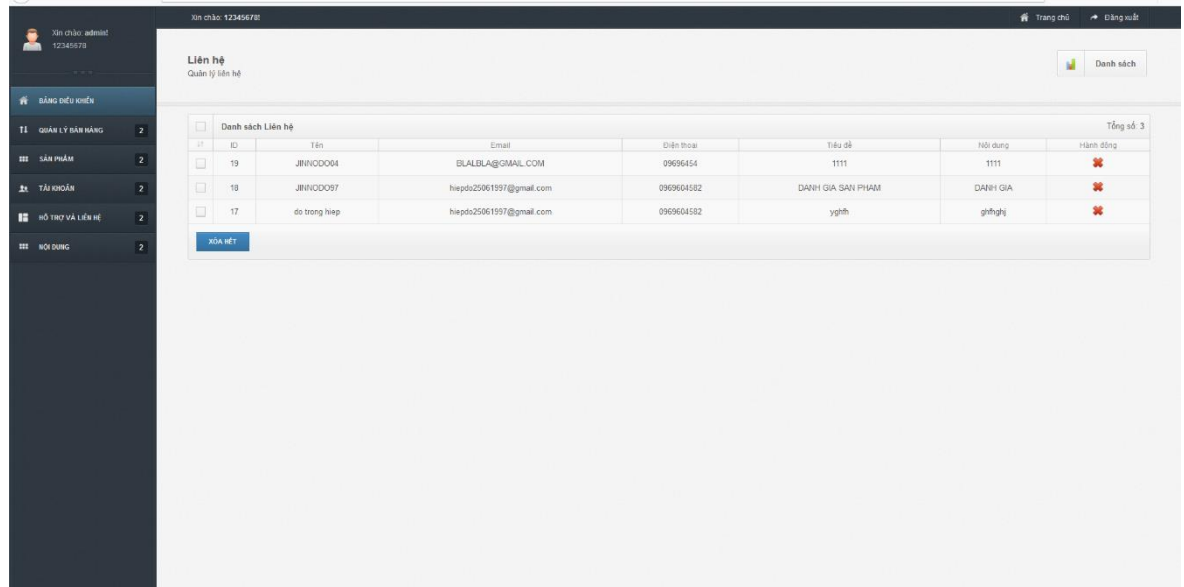 Xin chào: admin!
12345678
BẢNG ĐIỀU KHIỂN
QUẢN LÝ BÁN HÀNG 2
SẢN PHẨM 2
TÀI KHOẢN 2
HỖ TRỢ VÀ LIÊN HỆ 2
NỘI DUNG 2
Xin chào: 12345678!
Trang chủ Đăng xuất
Liên hệ
Quản lý liên hệ
Danh sách
Danh sách Liên hệ Tổng số: 3
ID Tên Email Điện thoại Tiêu đề Nội dung Hành động
19 JINNODO04 BLALBLA@GMAIL.COM 09696454 1111 1111
18 JINNODO97 hiepdo25061997@gmail.com 0969604582 DANH GIA SAN PHAM DANH GIA
17 do trong hiep hiepdo25061997@gmail.com 0969604582 yghfh ghfhghj
XÓA HẾT